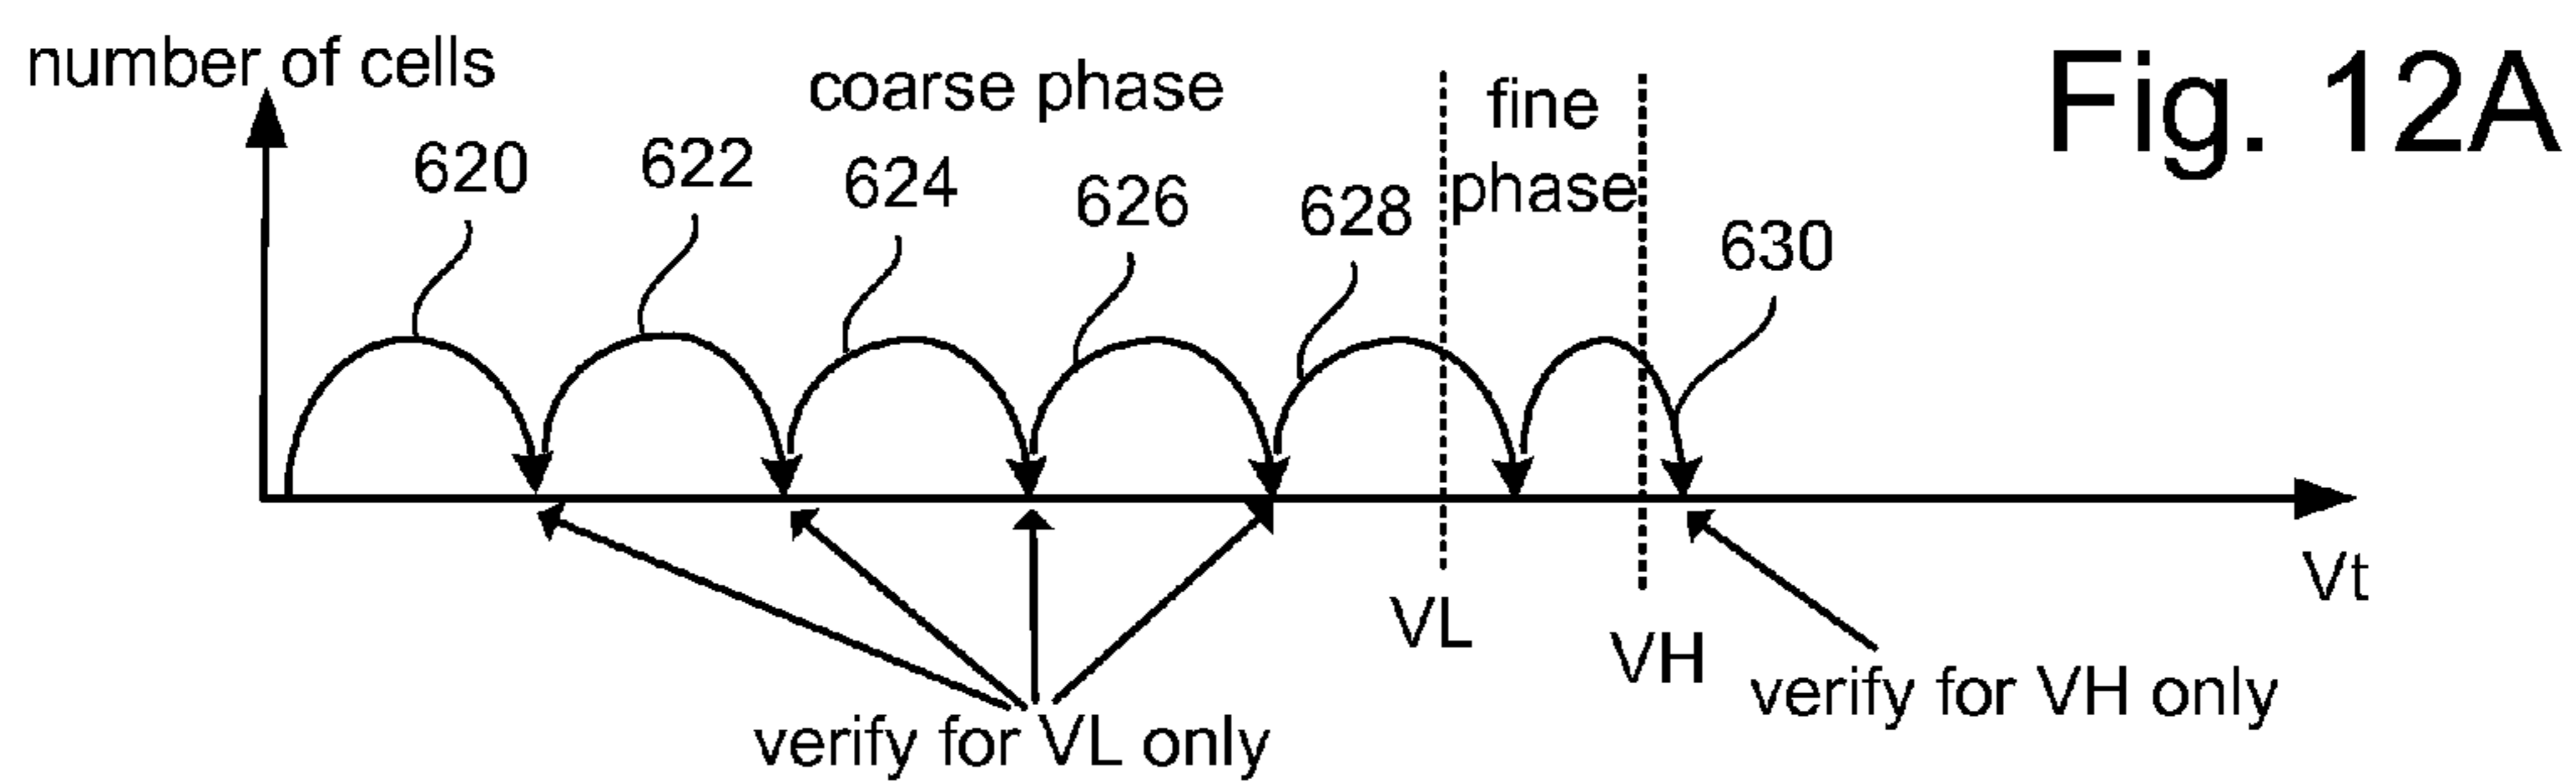 Fig. 12A
number of cells
coarse phase
fine
phase
620
622
624
626
628
630
VL
VH
Vt
verify for VL only
verify for VH only